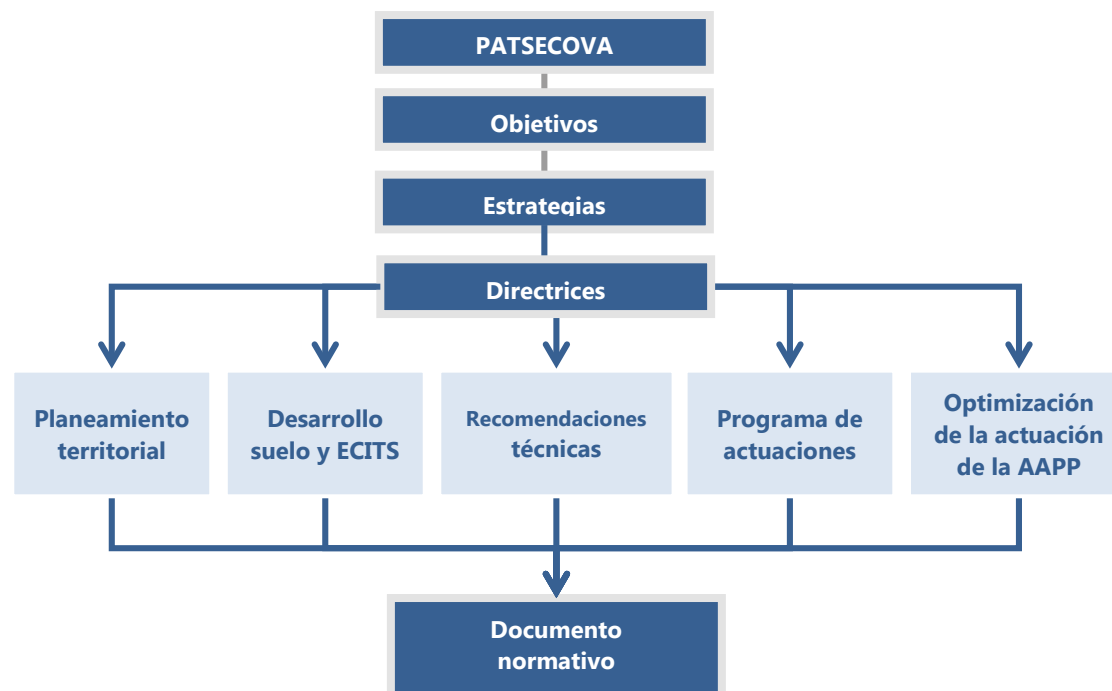 PATSECOVA
Objetivos
Estrategias
Directrices
Planeamiento
territorial
Desarrollo
suelo y ECITS
Recomendaciones
técnicas
Programa de
actuaciones
Optimización
de la actuación
de la AAPP
Documento
normativo